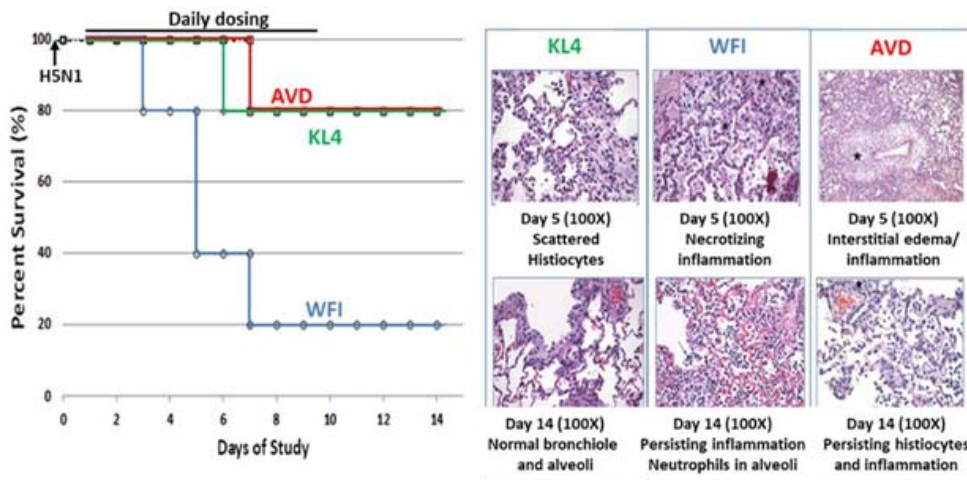 Daily dosing
100
80
60
40
20
0
H5N1
AVD
KL4
WFI
Percent Survival (%)
0 2 4 6 8 10 12 14
Days of Study
KL4
WFI
AVD
Day 5 (100X)
Scattered
Histiocytes
Day 5 (100X)
Necrotizing
inflammation
Day 5 (100X)
Interstitial edema/
inflammation
Day 14 (100X)
Normal bronchiole
and alveoli
Day 14 (100X)
Persisting inflammation
Neutrophils in alveoli
Day 14 (100X)
Persisting histiocytes
and inflammation